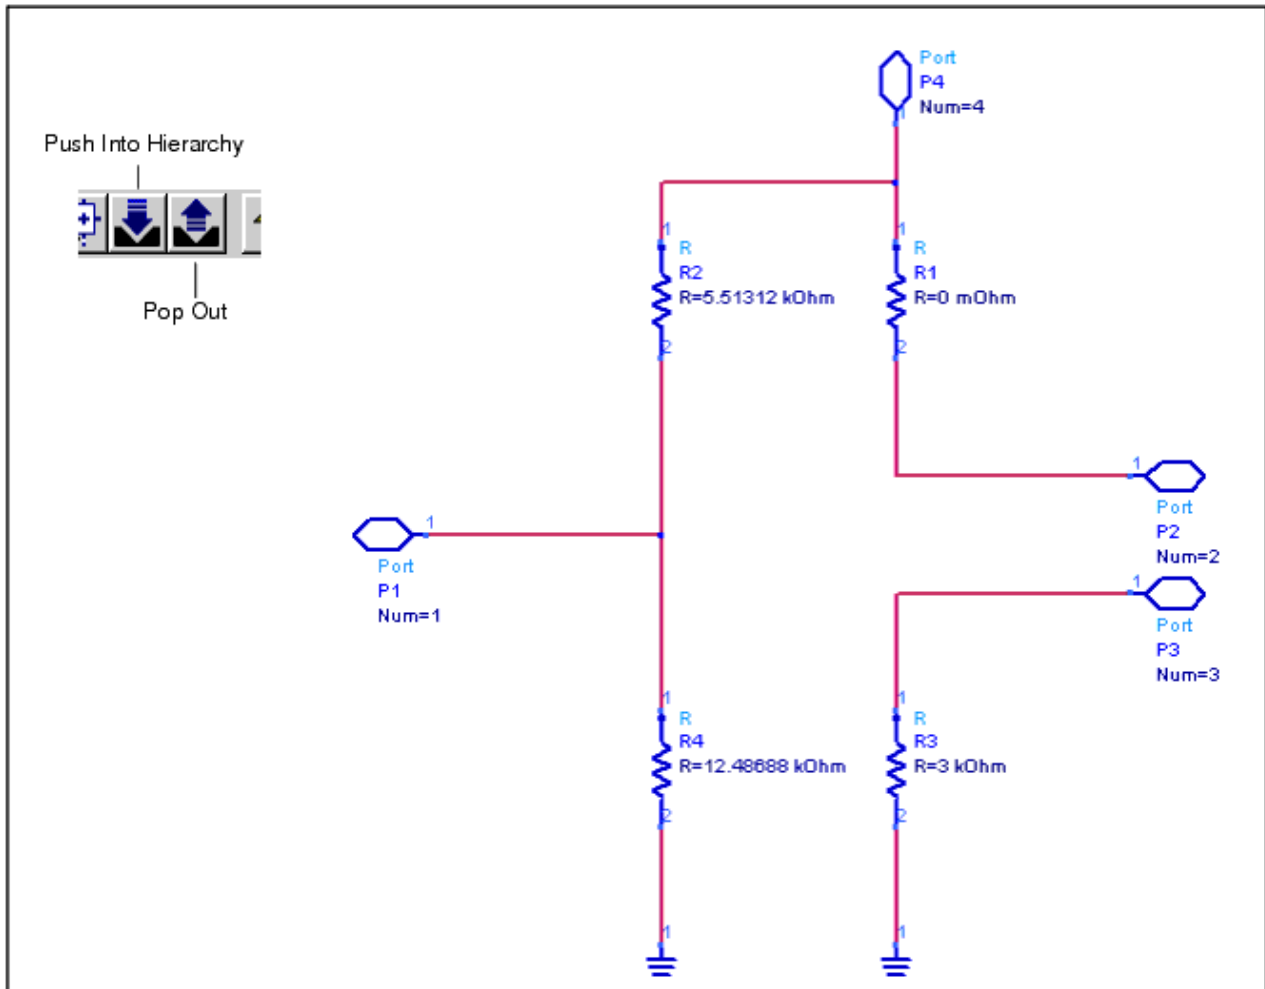 Port
P4
Num=4
1
Push Into Hierarchy
Pop Out
1
R
R2
R=5.51312 kOhm
2
1
R
R1
R=0 mOhm
2
1
Port
P2
Num=2
1
Port
P1
Num=1
1
Port
P3
Num=3
1
R
R4
R=12.48688 kOhm
2
1
1
R
R3
R=3 kOhm
2
1